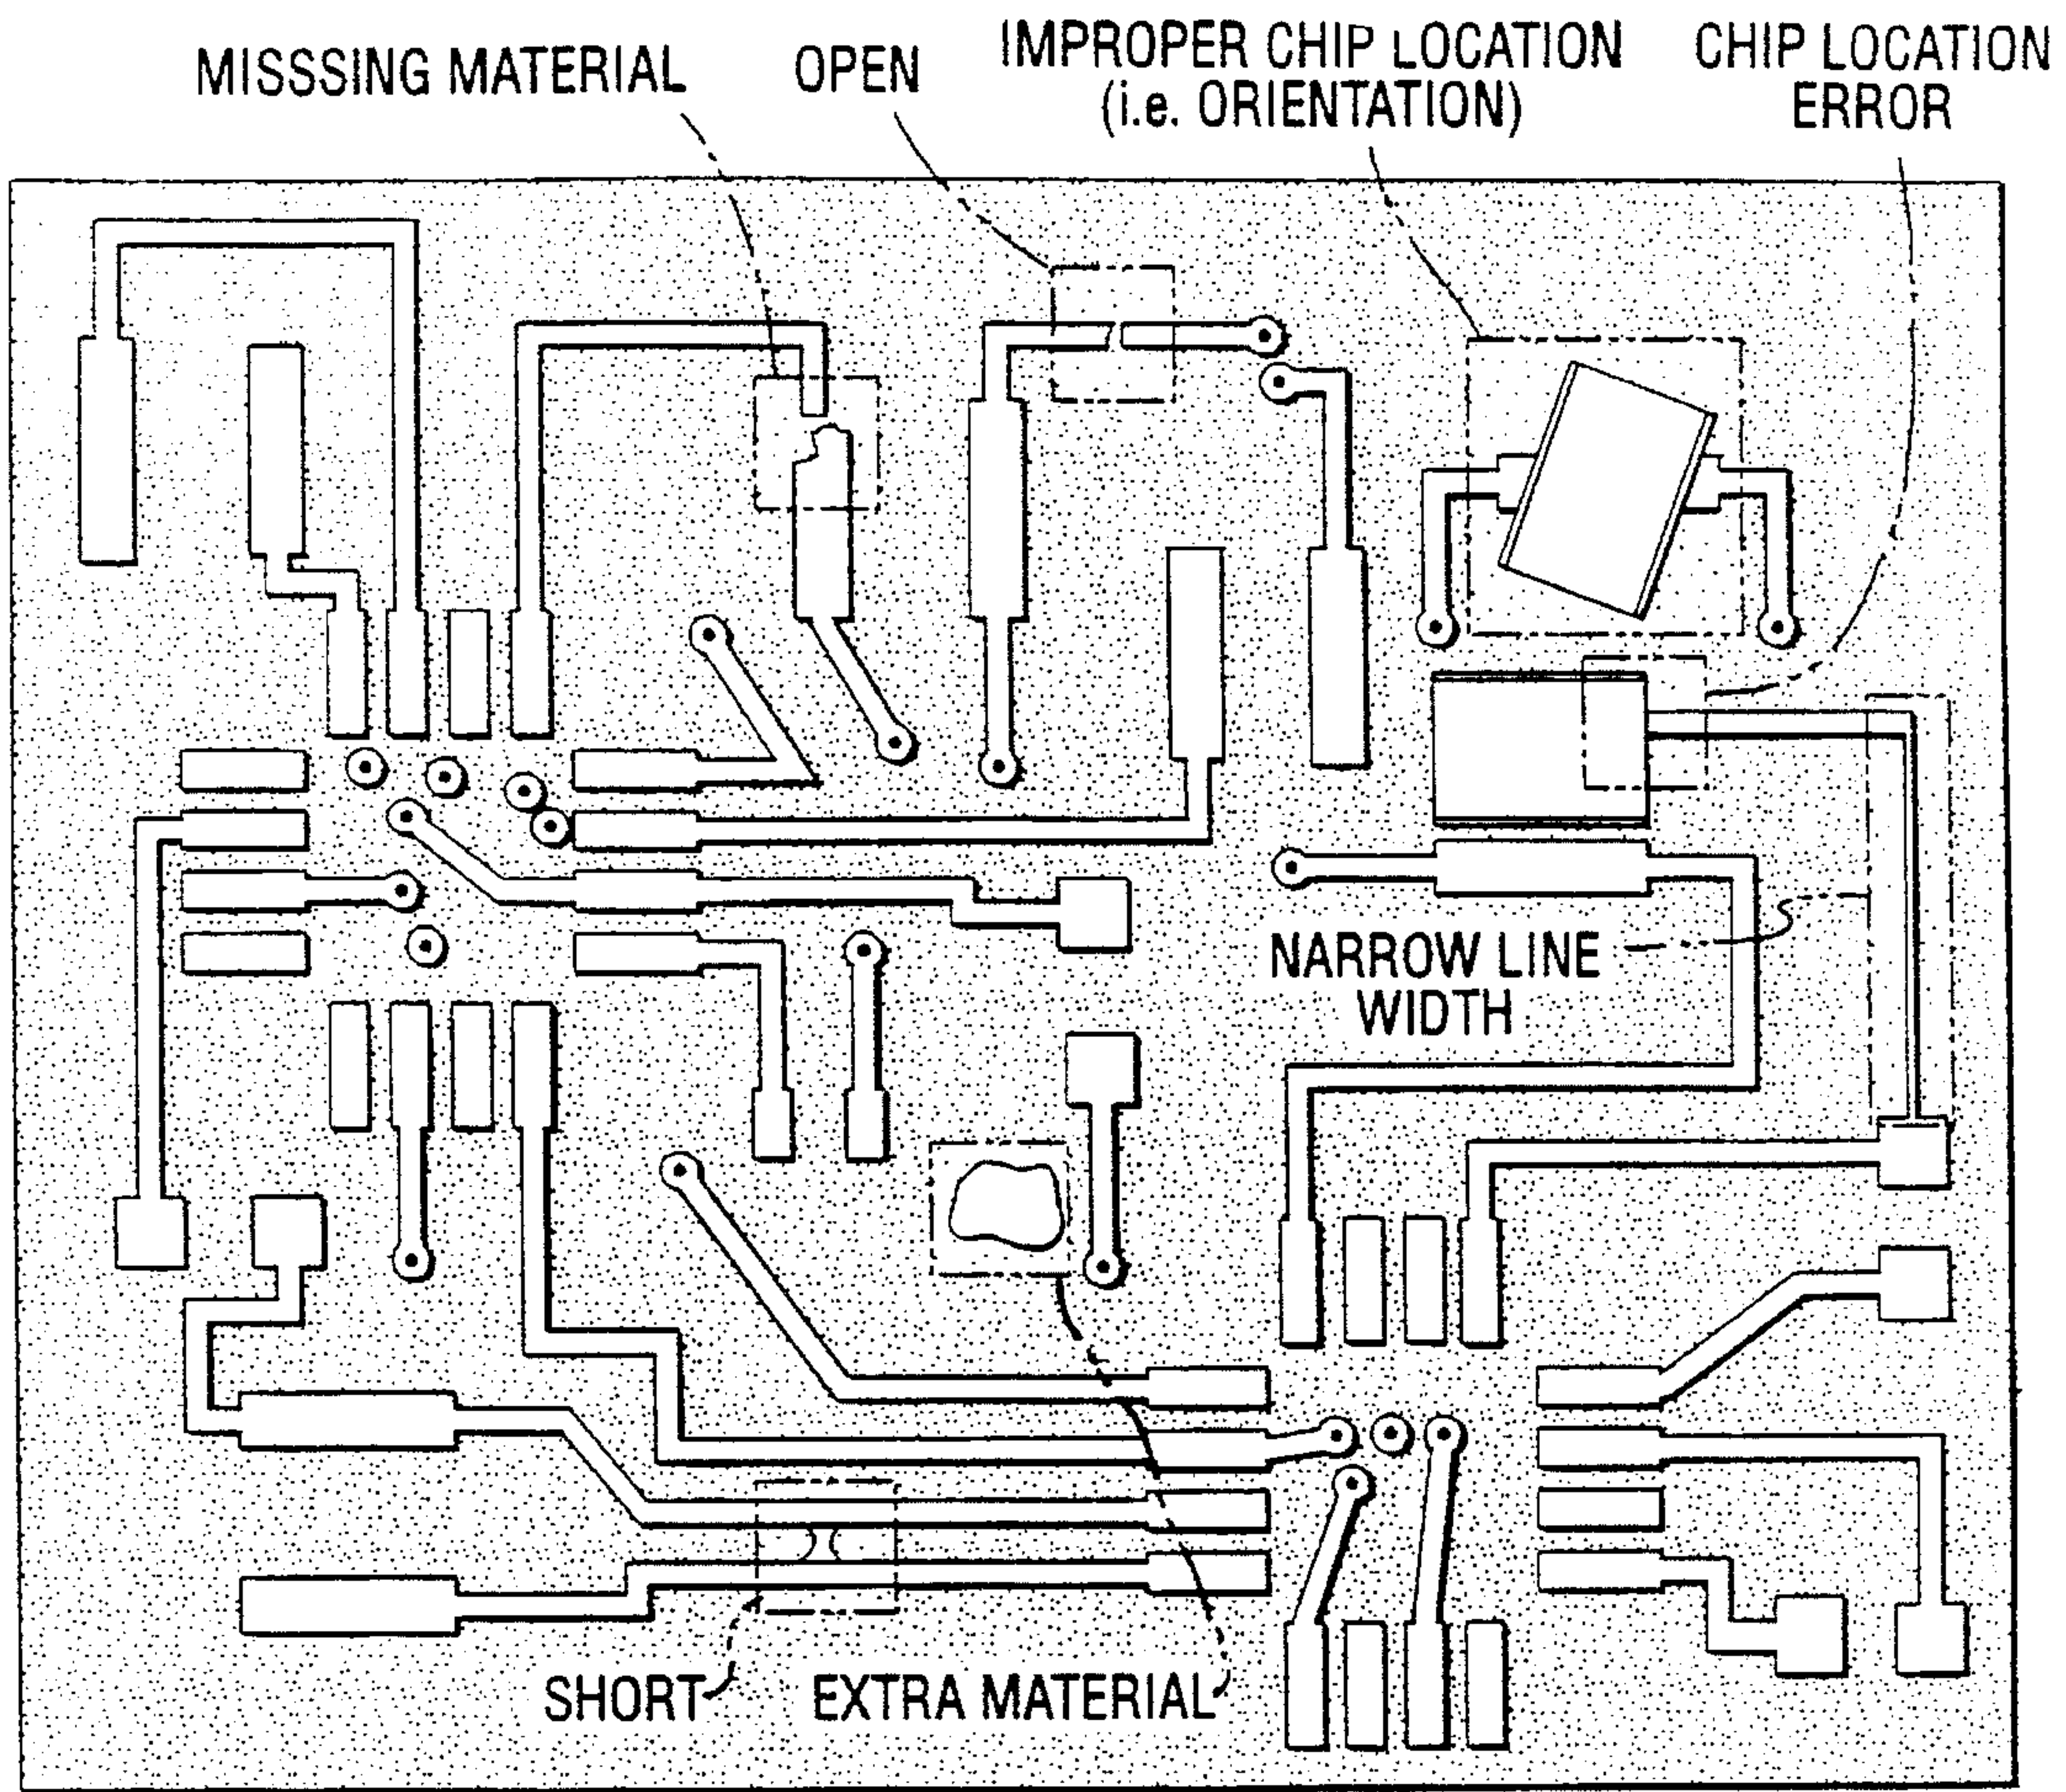 MISSSING MATERIAL
OPEN
IMPROPER CHIP LOCATION
(i.e. ORIENTATION)
CHIP LOCATION
ERROR
NARROW LINE
WIDTH
SHORT
EXTRA MATERIAL